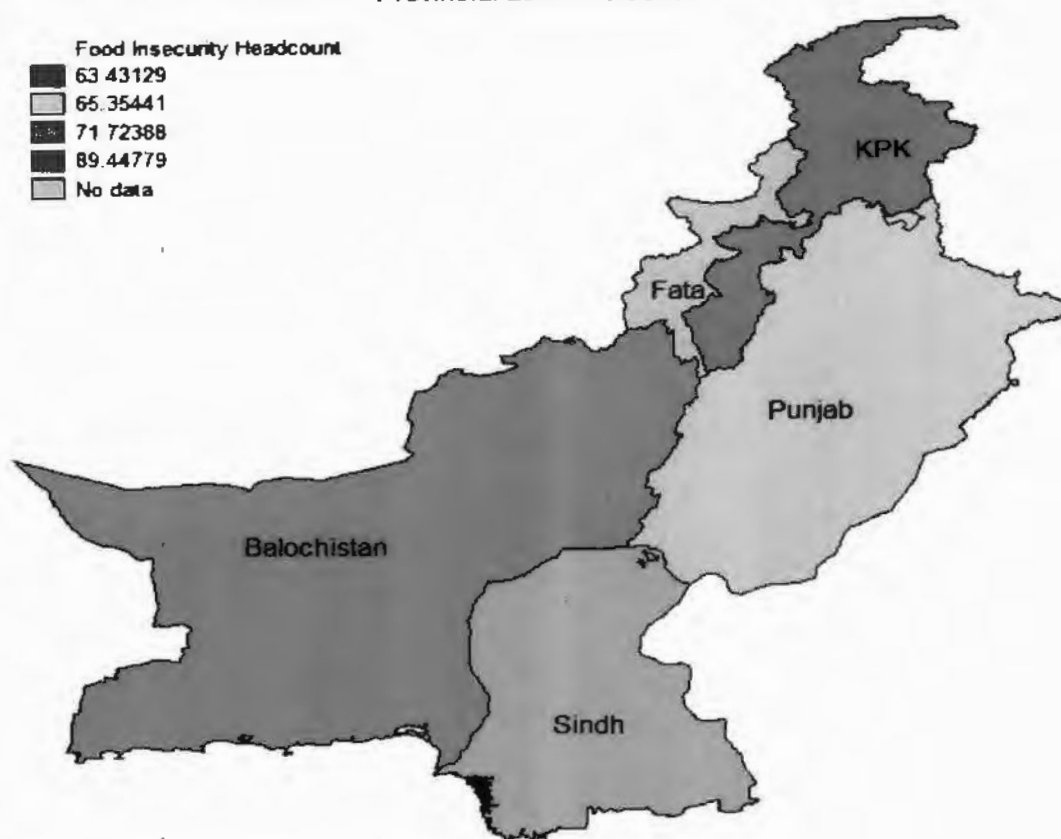 Food Insecurity Headcount
63 43129
65.35441
71 72388
89.44779
No data
KPK
Fata
Punjab
Balochistan
Sindh